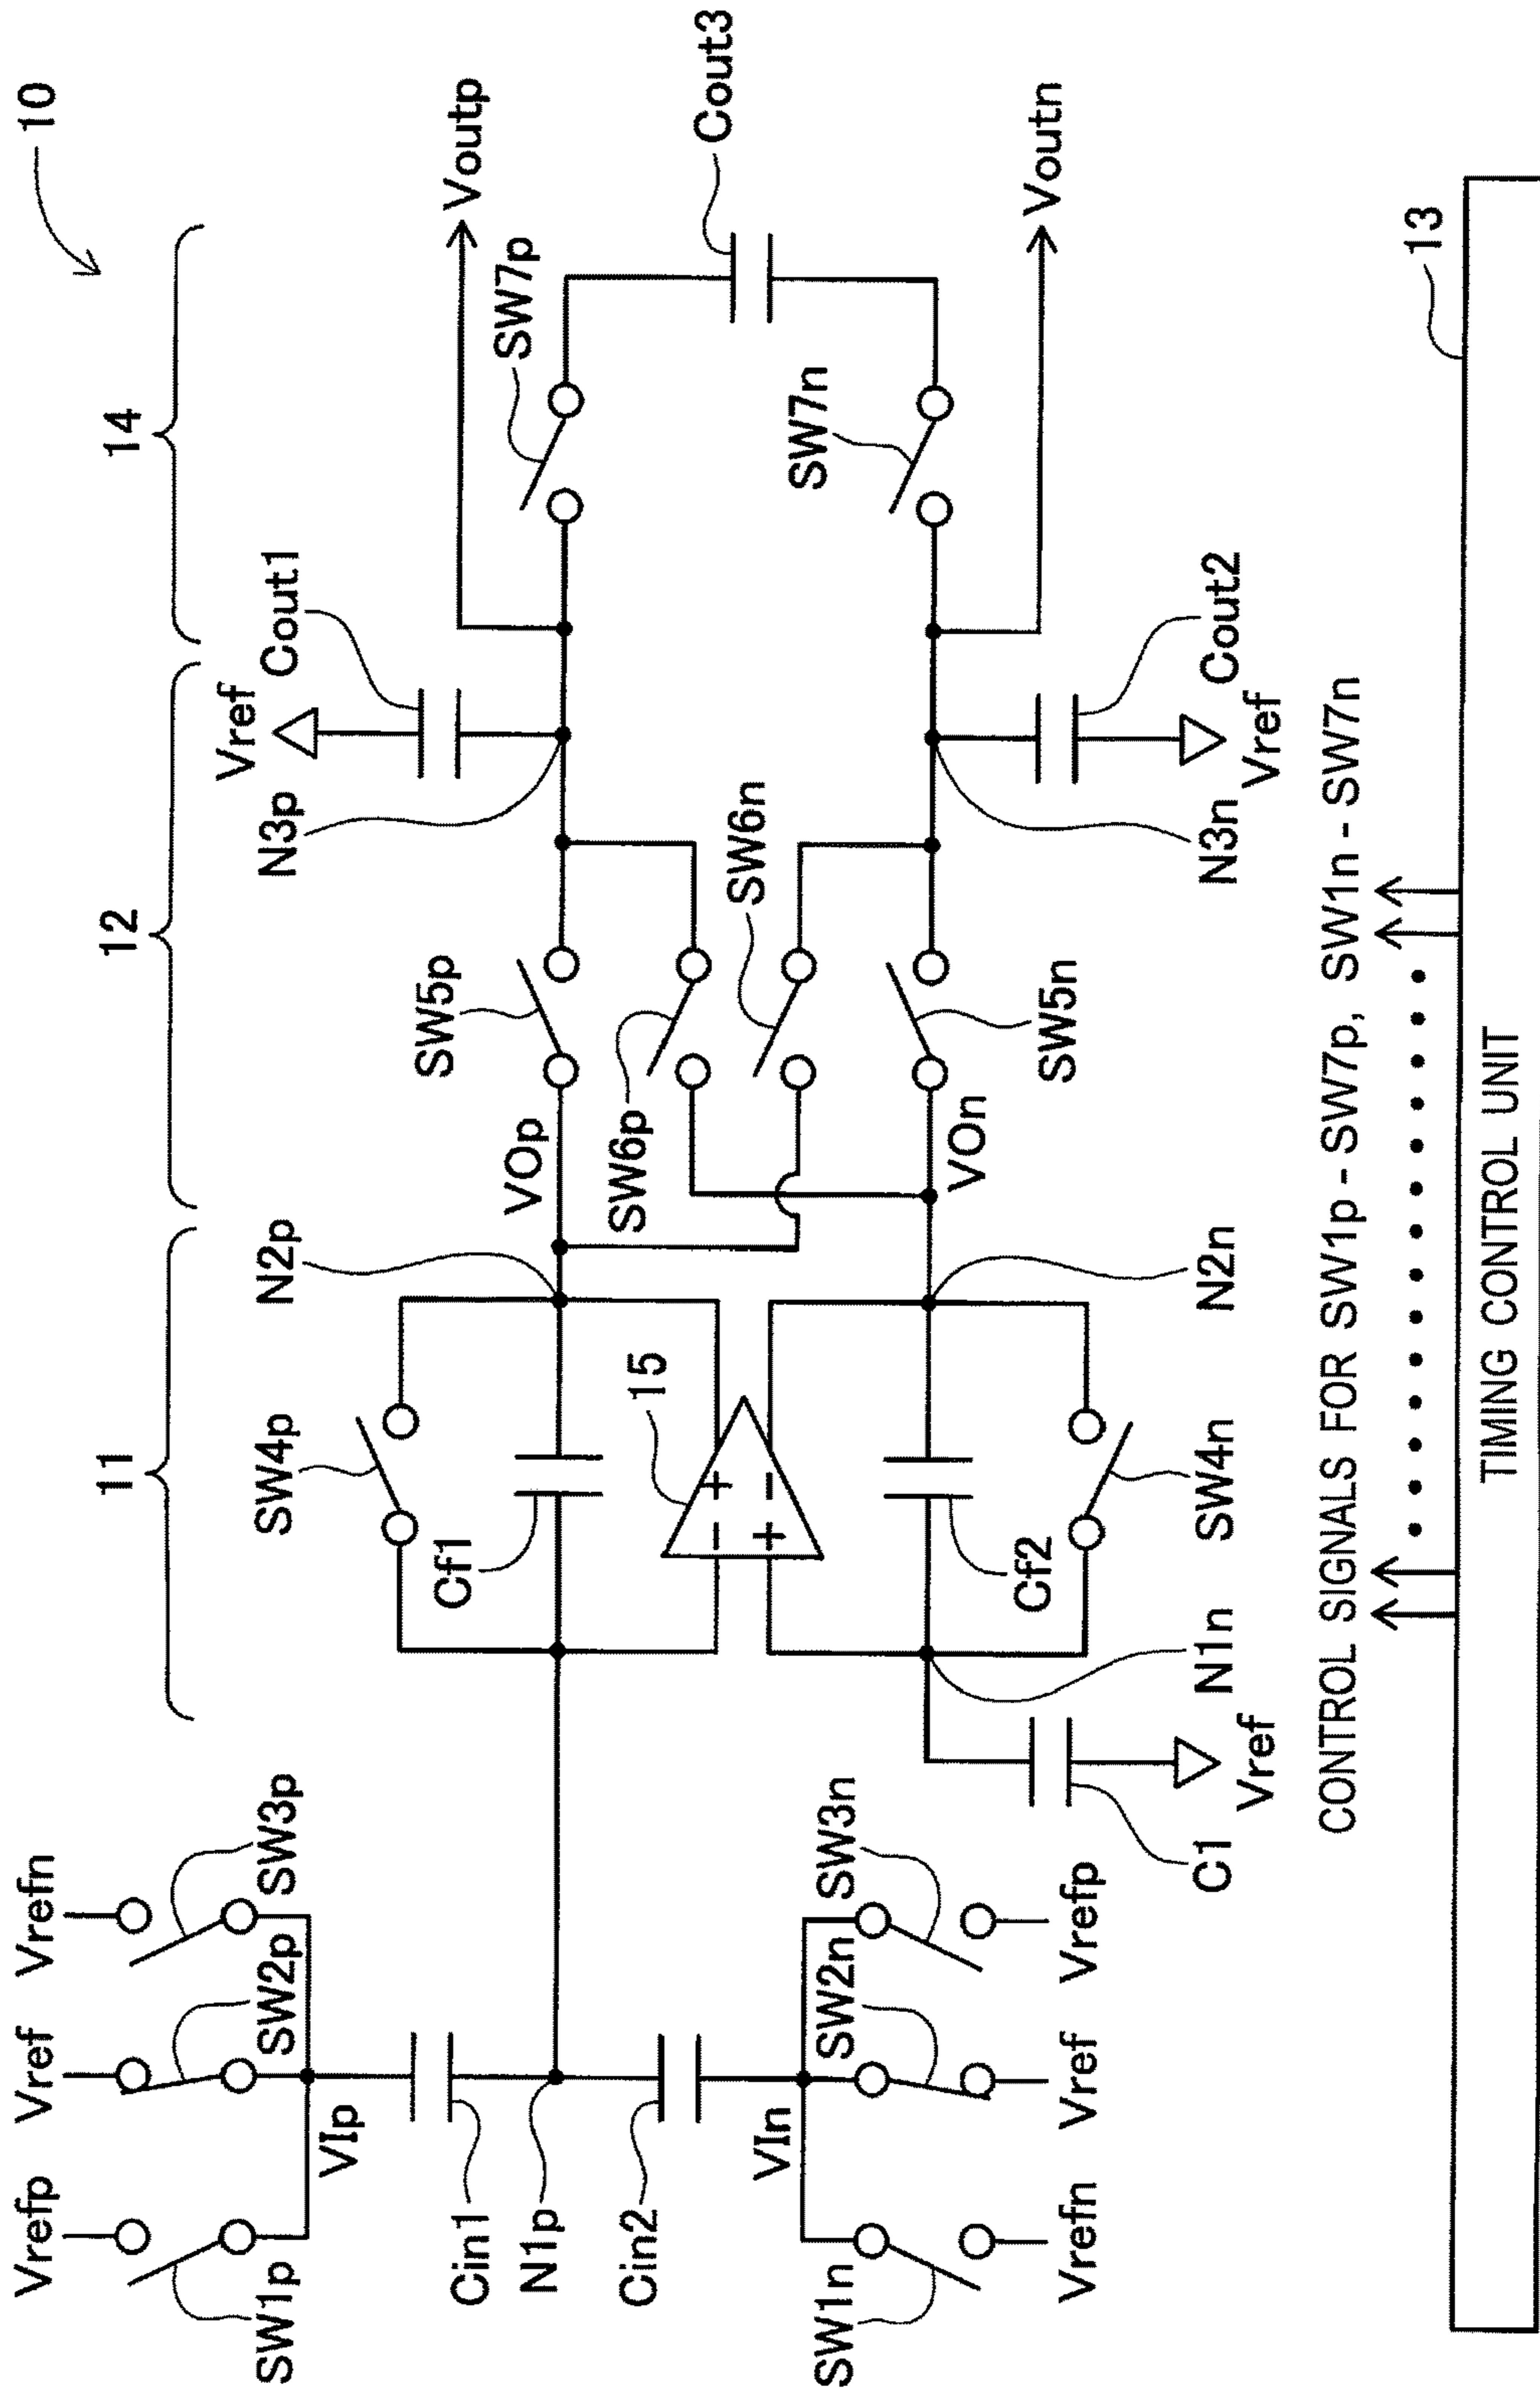 10
11
12
14
Vrefp
Vref
Vrefn
SW1p
SW2p
SW3p
VIp
Cin1
N1p
Cin2
VIn
SW1n
SW2n
SW3n
Vrefn
Vref
Vrefp
SW4p
Cf1
15
- +
+ -
Cf2
SW4n
N1n
C1
Vref
N2p
N2n
VOp
VOn
SW5p
SW6p
SW6n
SW5n
N3p
Vref
Cout1
N3n
Vref
Cout2
Voutp
SW7p
SW7n
Cout3
Voutn
CONTROL SIGNALS FOR SW1p - SW7p, SW1n - SW7n
13
TIMING CONTROL UNIT